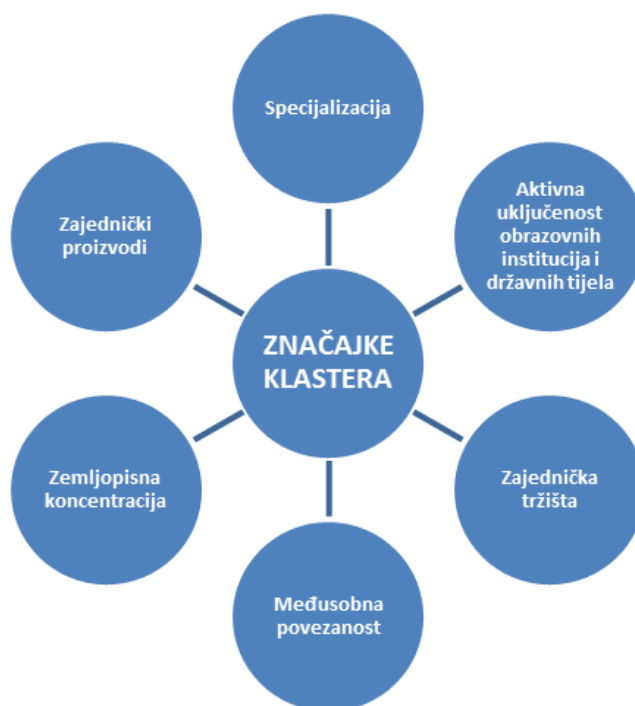 Specijalizacija
Aktivna
uključenost
obrazovnih
institucija i
državnih tijela
Zajednička
tržišta
Međusobna
povezanost
Zemljopisna
koncentracija
Zajednički
proizvodi
ZNAČAJKE
KLASTERA